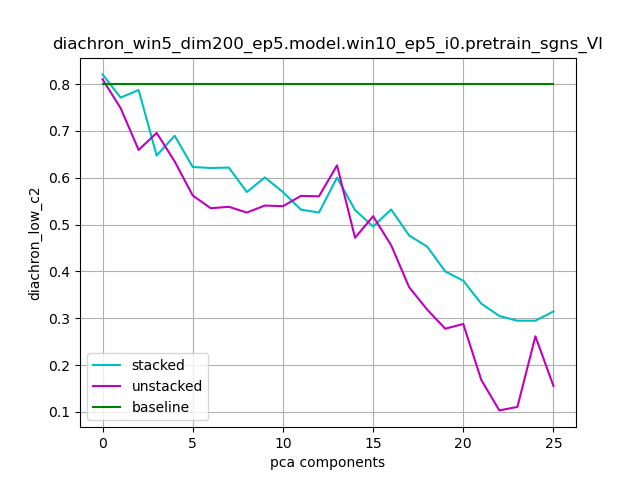 diachron_win5_dim200_ep5.model.win10_ep5_i0.pretrain_sgns_VI
0.8
0.7
0.6
0.5
0.4
0.3
0.2
0.1
diachron_low_c2
stacked
unstacked
baseline
0 5 10 15 20 25
pca components